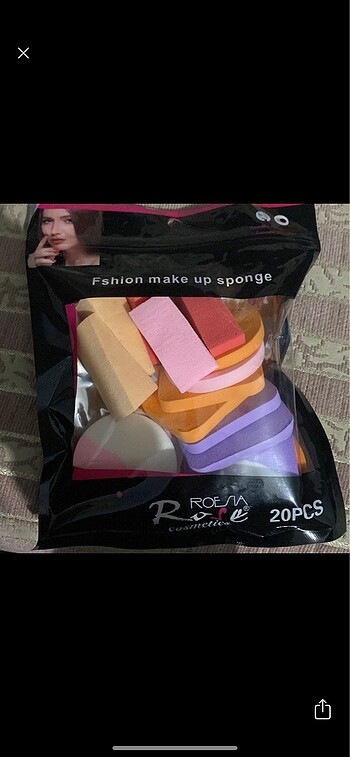 Fshion make up sponge
ROESIA
Rose®
cosmetics
20PCS